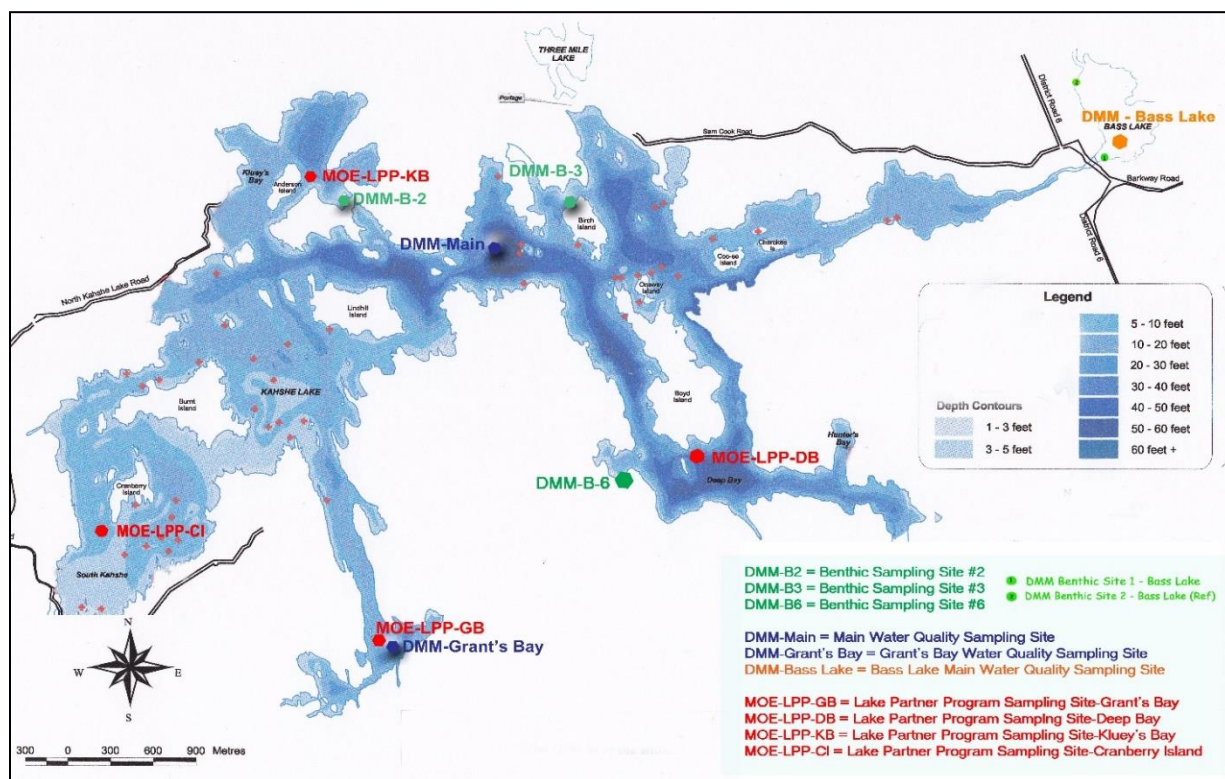 THREE MILE
LAKE
Portage
Sam Cook Road
District Road 6
DMM - Bass Lake
BASS LAKE
Barkway Road
District Road 6
Kluey's
Bay
Anderson
Island
MOE-LPP-KB
DMM-B-2
DMM-B-3
Birch
Island
DMM-Main
Coo-ee
Island
Cherokee
Is.
North Kahshe Lake Road
Lindhill
Island
KAHSHE LAKE
Burnt
Island
Boyd
Island
Hunter's
Bay
MOE-LPP-DB
Deep Bay
DMM-B-6
Cranberry
Island
MOE-LPP-CI
South Kahshe
MOE-LPP-GB
DMM-Grant's Bay
N
W E
S
300 0 300 600 900 Metres
Legend
Depth Contours
1 - 3 feet
3 - 5 feet
5 - 10 feet
10 - 20 feet
20 - 30 feet
30 - 40 feet
40 - 50 feet
50 - 60 feet
60 feet +
DMM-B2 = Benthic Sampling Site #2
DMM-B3 = Benthic Sampling Site #3
DMM-B6 = Benthic Sampling Site #6
1 DMM Benthic Site 1 - Bass Lake
2 DMM Benthic Site 2 - Bass Lake (Ref)
DMM-Main = Main Water Quality Sampling Site
DMM-Grant's Bay = Grant's Bay Water Quality Sampling Site
DMM-Bass Lake = Bass Lake Main Water Quality Sampling Site
MOE-LPP-GB = Lake Partner Program Sampling Site-Grant's Bay
MOE-LPP-DB = Lake Partner Program Sampling Site-Deep Bay
MOE-LPP-KB = Lake Partner Program Sampling Site-Kluey's Bay
MOE-LPP-CI = Lake Partner Program Sampling Site-Cranberry Island